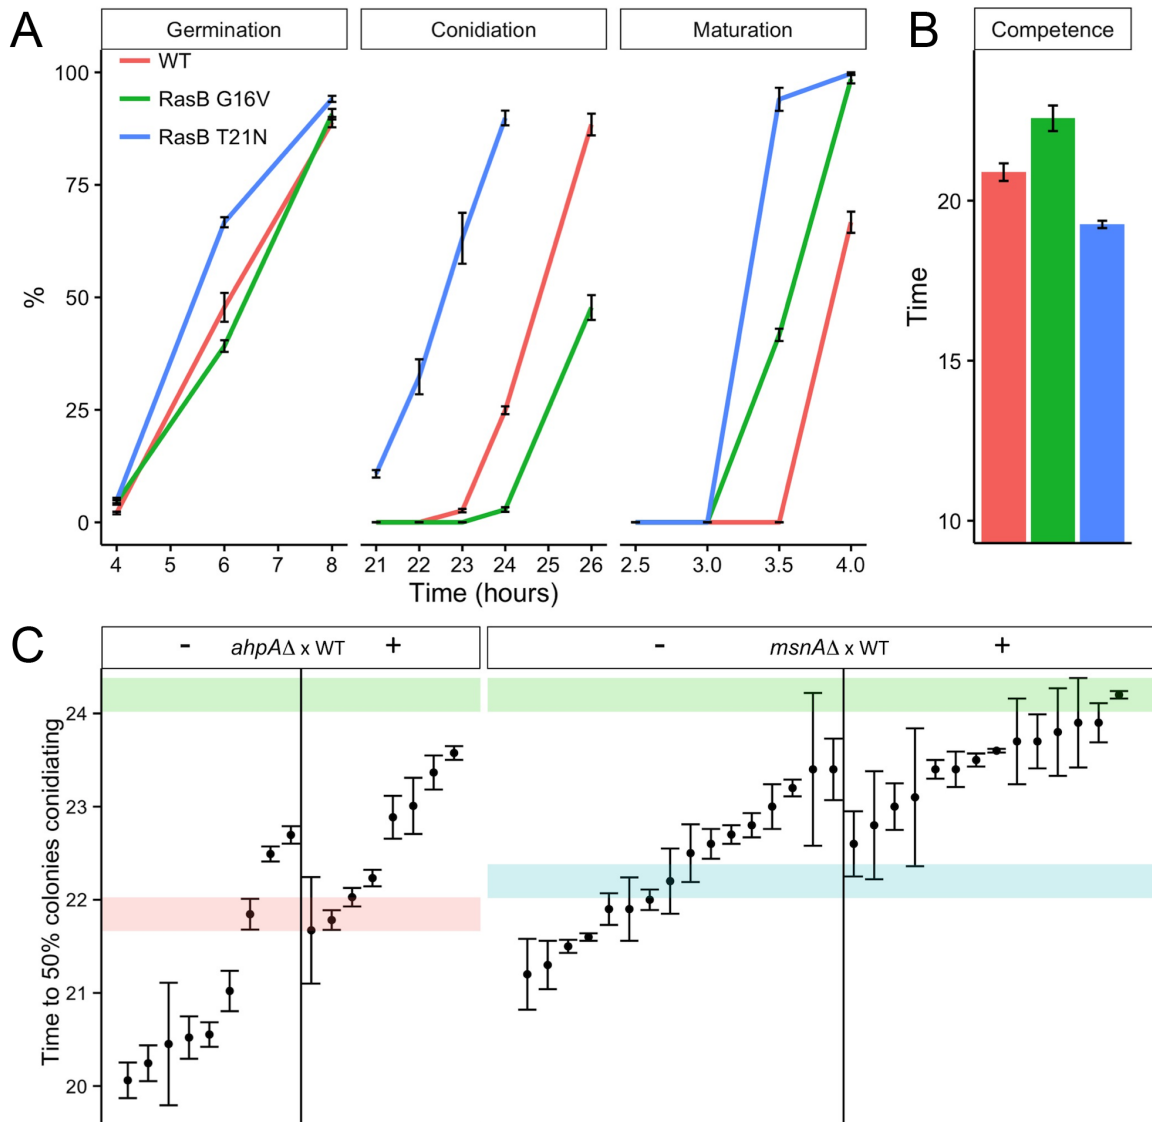 A
Germination
Conidiation
Maturation
B
Competence
WT
RasB G16V
RasB T21N
100
75
50
25
0
%
4 5 6 7 8
21 22 23 24 25 26
2.5 3.0 3.5 4.0
Time (hours)
20
15
10
Time
C
- ahpAΔ x WT +
- msnAΔ x WT +
24
23
22
21
20
Time to 50% colonies conidiating